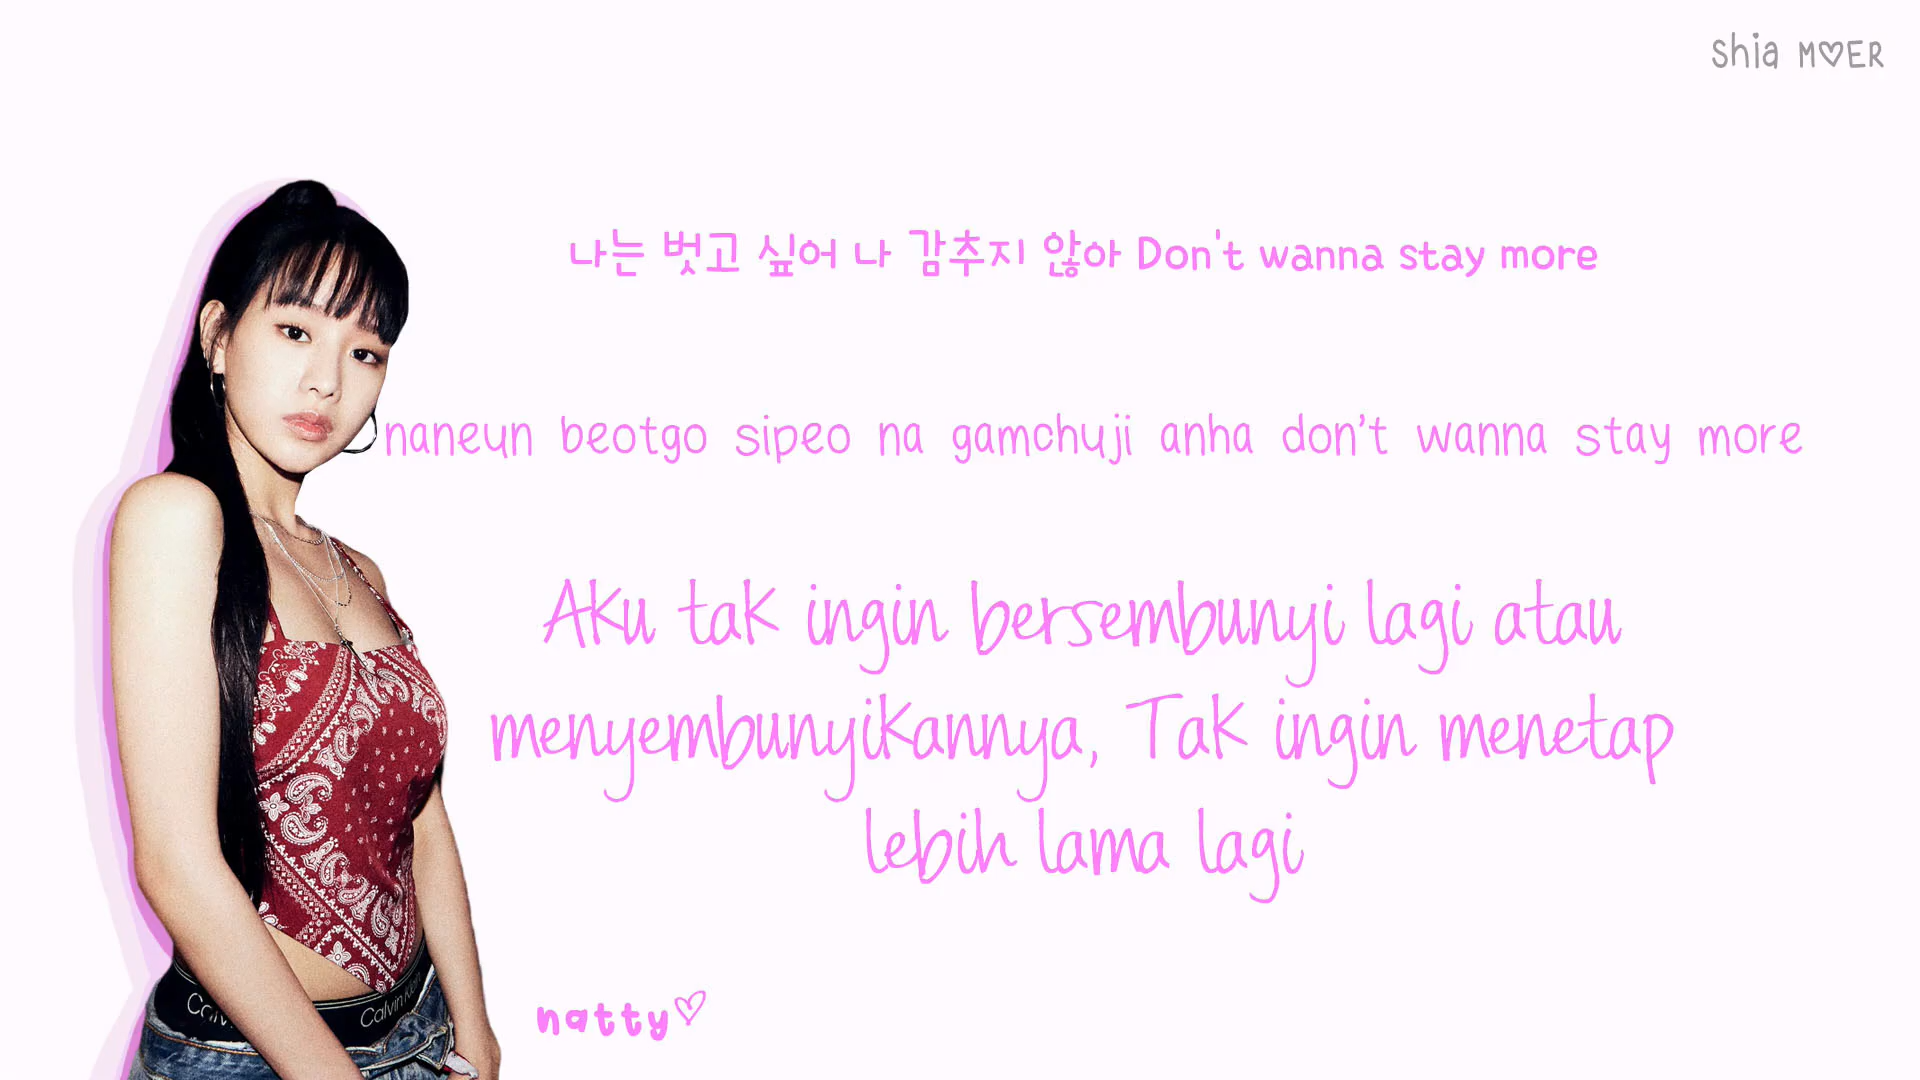 Shia M♡ER
나는 벗고 싶어 나 감추지 않아 Don't wanna stay more
naneun beotgo sipeo na gamchuji anha don't wanna stay more
Aku tak ingin bersembunyi lagi atau
menyembunyikannya, Tak ingin menetap
lebih lama lagi
Calvin Klein
natty♡